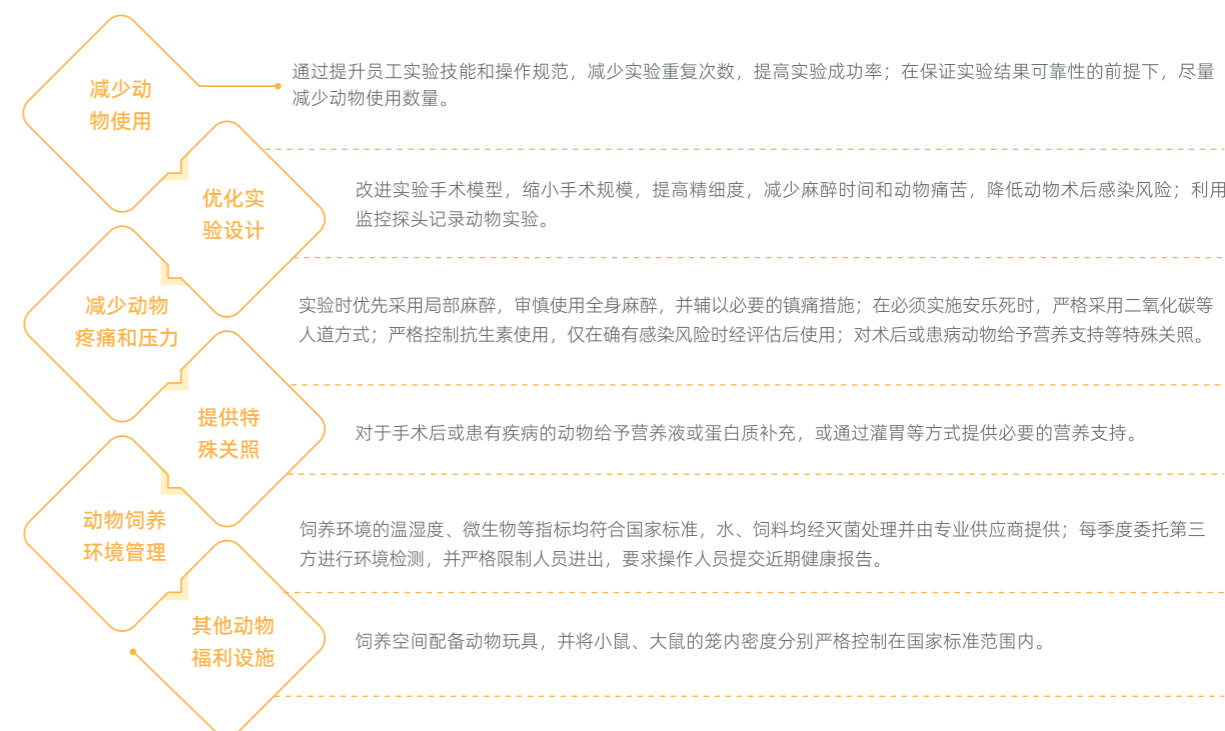 减少动
物使用
通过提升员工实验技能和操作规范，减少实验重复次数，提高实验成功率；在保证实验结果可靠性的前提下，尽量
减少动物使用数量。
优化实
验设计
改进实验手术模型，缩小手术规模，提高精细度，减少麻醉时间和动物痛苦，降低动物术后感染风险；利用
监控探头记录动物实验。
减少动物
疼痛和压力
实验时优先采用局部麻醉，审慎使用全身麻醉，并辅以必要的镇痛措施；在必须实施安乐死时，严格采用二氧化碳等
人道方式；严格控制抗生素使用，仅在确有感染风险时经评估后使用；对术后或患病动物给予营养支持等特殊关照。
提供特
殊关照
对于手术后或患有疾病的动物给予营养液或蛋白质补充，或通过灌胃等方式提供必要的营养支持。
动物饲养
环境管理
饲养环境的温湿度、微生物等指标均符合国家标准，水、饲料均经灭菌处理并由专业供应商提供；每季度委托第三
方进行环境检测，并严格限制人员进出，要求操作人员提交近期健康报告。
其他动物
福利设施
饲养空间配备动物玩具，并将小鼠、大鼠的笼内密度分别严格控制在国家标准范围内。